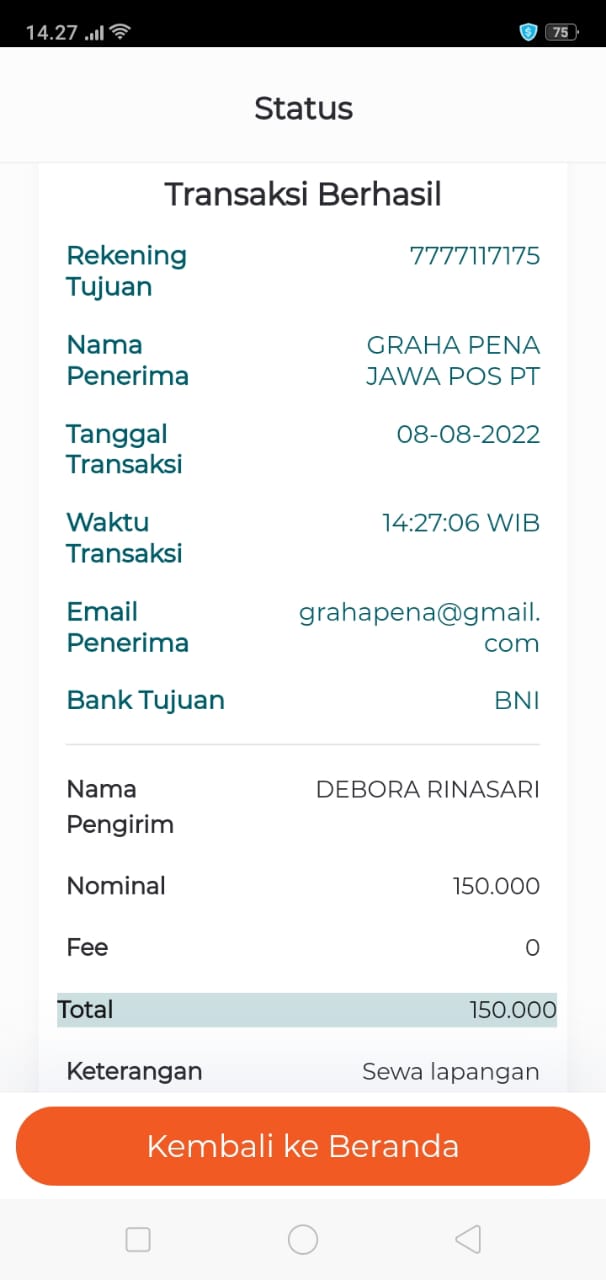 14.27
75
Status
Transaksi Berhasil
Rekening 7777117175
Tujuan
Nama GRAHA PENA
Penerima JAWA POS PT
Tanggal 08-08-2022
Transaksi
Waktu 14:27:06 WIB
Transaksi
Email grahapena@gmail.
Penerima com
Bank Tujuan BNI
Nama DEBORA RINASARI
Pengirim
Nominal 150.000
Fee 0
Total 150.000
Keterangan Sewa lapangan
Kembali ke Beranda